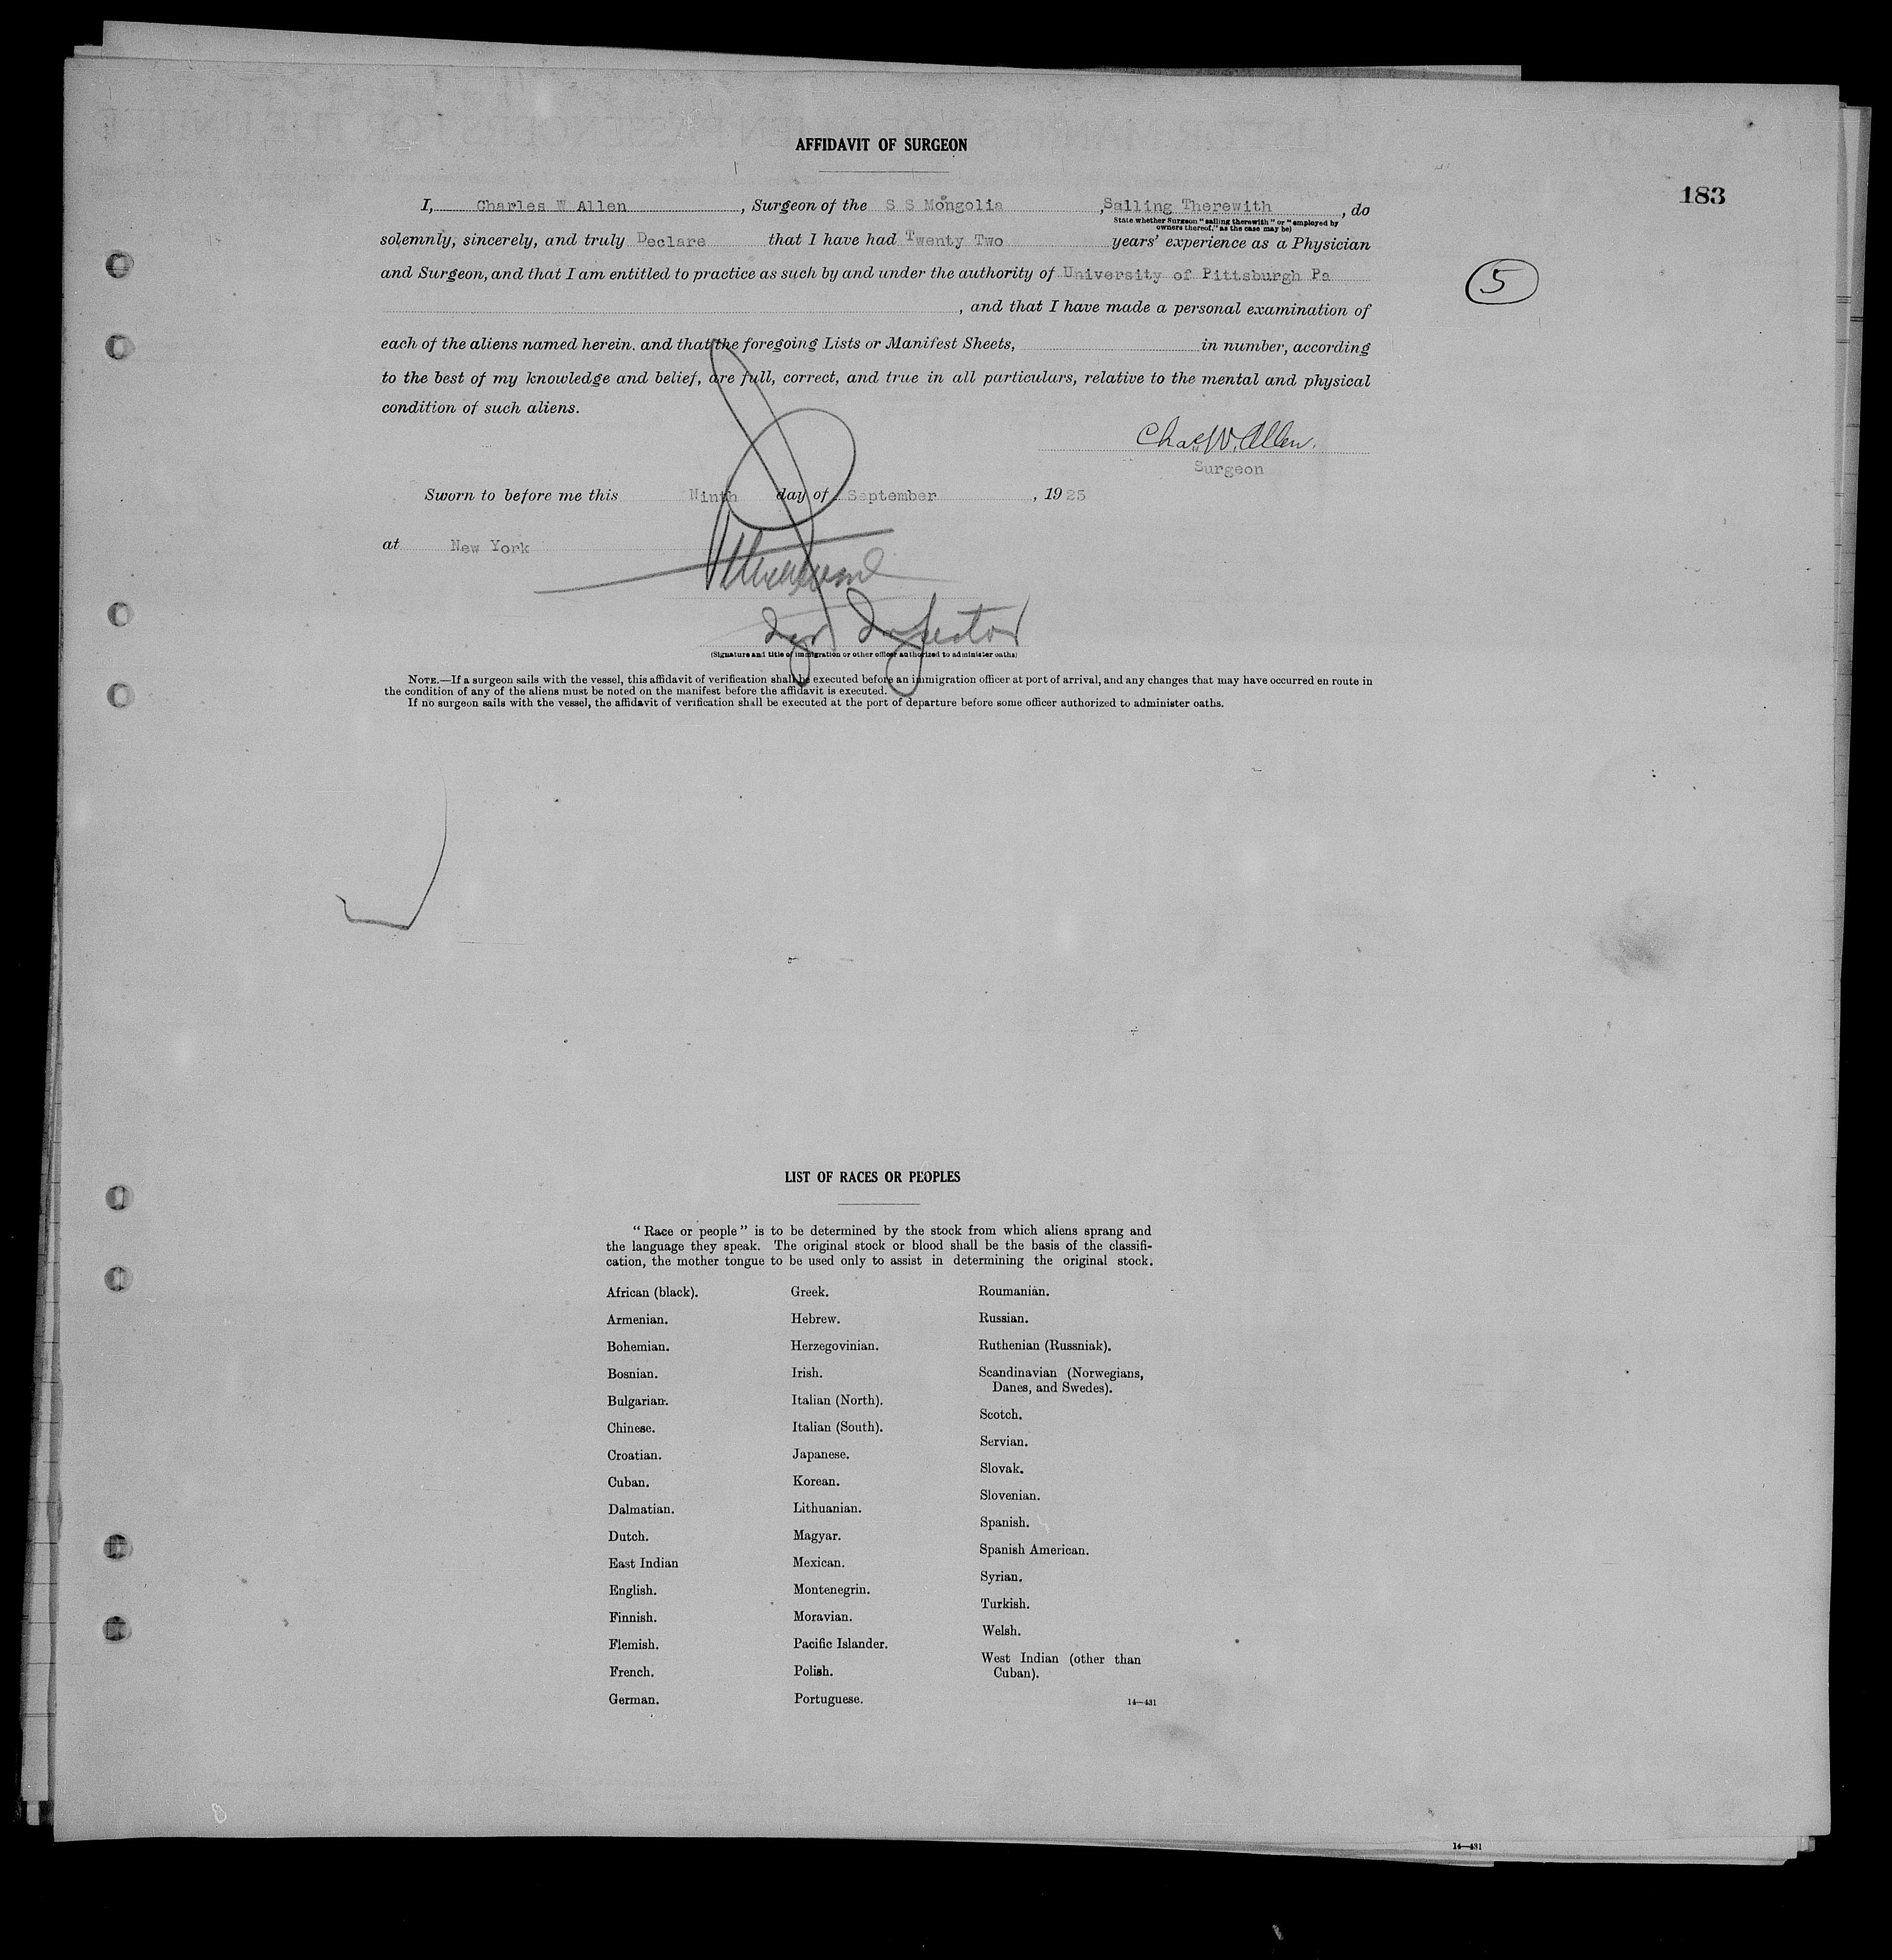 AFFIDAVIT OF SURGEON
183
I, Charles W Allen, Surgeon of the S S Mongolia, Salling Therewith, do
State whether Surgeon "sailing therewith" or "employed by
owners thereof," as the case may be)
solemnly, sincerely, and truly Declare that I have had Twenty Two years' experience as a Physician
and Surgeon, and that I am entitled to practice as such by and under the authority of University of Pittsburgh Pa
5
, and that I have made a personal examination of
each of the aliens named herein. and that the foregoing Lists or Manifest Sheets, in number, according
to the best of my knowledge and belief, are full, correct, and true in all particulars, relative to the mental and physical
condition of such aliens.
Chas. W. Allen.
Surgeon
Sworn to before me this Ninth day of September, 1925
at New York
Inspector
(Signature and title of immigration or other officer authorized to administer oaths)
NOTE.—If a surgeon sails with the vessel, this affidavit of verification shall be executed before an immigration officer at port of arrival, and any changes that may have occurred en route in
the condition of any of the aliens must be noted on the manifest before the affidavit is executed.
If no surgeon sails with the vessel, the affidavit of verification shall be executed at the port of departure before some officer authorized to administer oaths.
LIST OF RACES OR PEOPLES
"Race or people" is to be determined by the stock from which aliens sprang and
the language they speak. The original stock or blood shall be the basis of the classifi-
cation, the mother tongue to be used only to assist in determining the original stock.
African (black).
Armenian.
Bohemian.
Bosnian.
Bulgarian.
Chinese.
Croatian.
Cuban.
Dalmatian.
Dutch.
East Indian
English.
Finnish.
Flemish.
French.
German.
Greek.
Hebrew.
Herzegovinian.
Irish.
Italian (North).
Italian (South).
Japanese.
Korean.
Lithuanian.
Magyar.
Mexican.
Montenegrin.
Moravian.
Pacific Islander.
Polish.
Portuguese.
Roumanian.
Russian.
Ruthenian (Russniak).
Scandinavian (Norwegians,
Danes, and Swedes).
Scotch.
Servian.
Slovak.
Slovenian.
Spanish.
Spanish American.
Syrian.
Turkish.
Welsh.
West Indian (other than
Cuban).
14—431
14—431